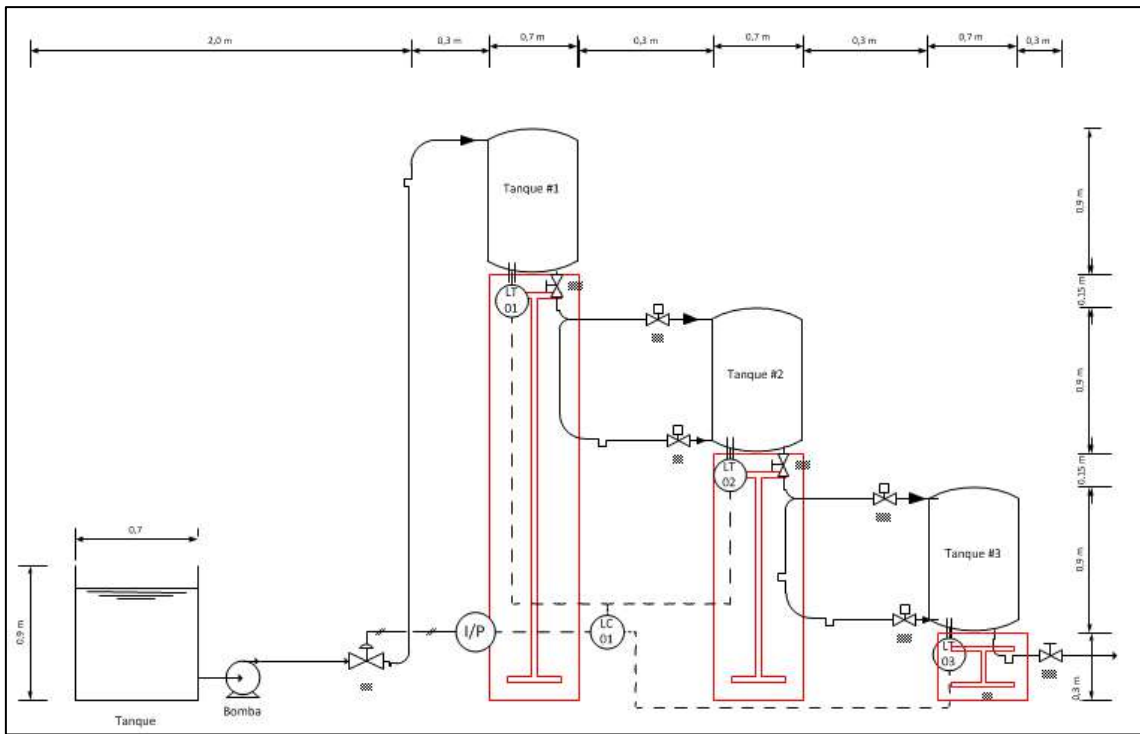 2,0 m
0,3 m
0,7 m
0,3 m
0,7 m
0,3 m
0,7 m
0,3 m
Tanque #1
0,9 m
LT
01
0,15 m
Tanque #2
0,9 m
LT
02
0,15 m
0,7
Tanque #3
0,9 m
0,9 m
I/P
LC
01
LT
03
0,3 m
Bomba
Tanque